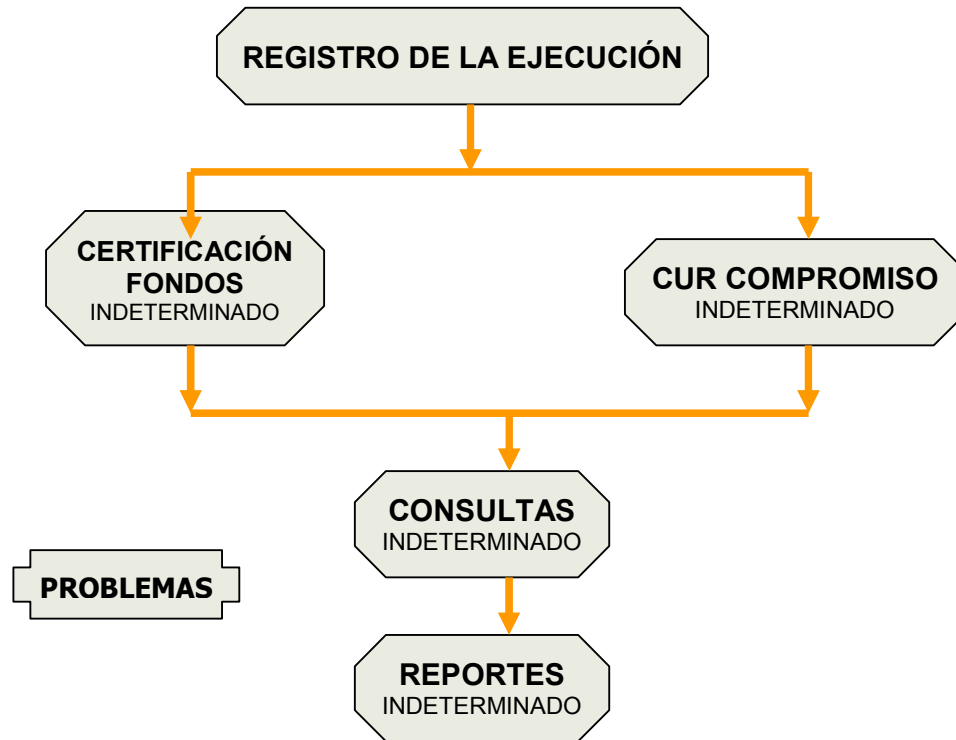 REGISTRO DE LA EJECUCIÓN
CERTIFICACIÓN
FONDOS
INDETERMINADO
CUR COMPROMISO
INDETERMINADO
CONSULTAS
INDETERMINADO
PROBLEMAS
REPORTES
INDETERMINADO